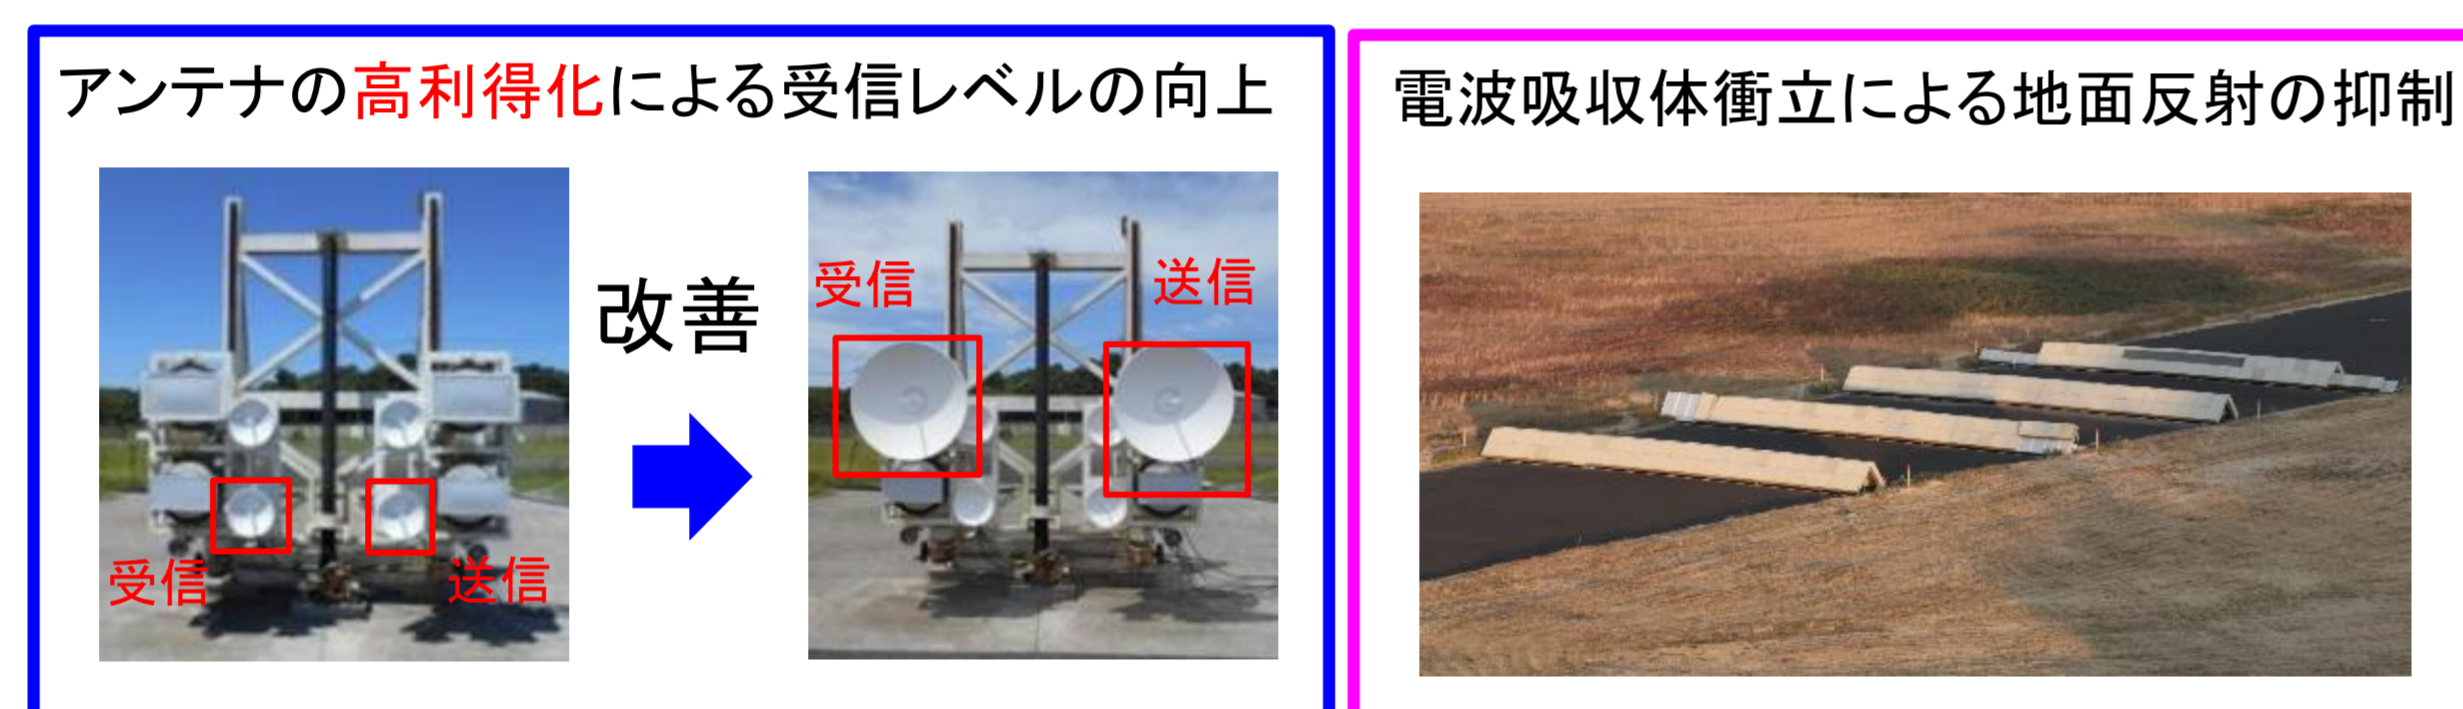 アンテナの高利得化による受信レベルの向上
受信
送信
改善
受信
送信
電波吸収体衝立による地面反射の抑制